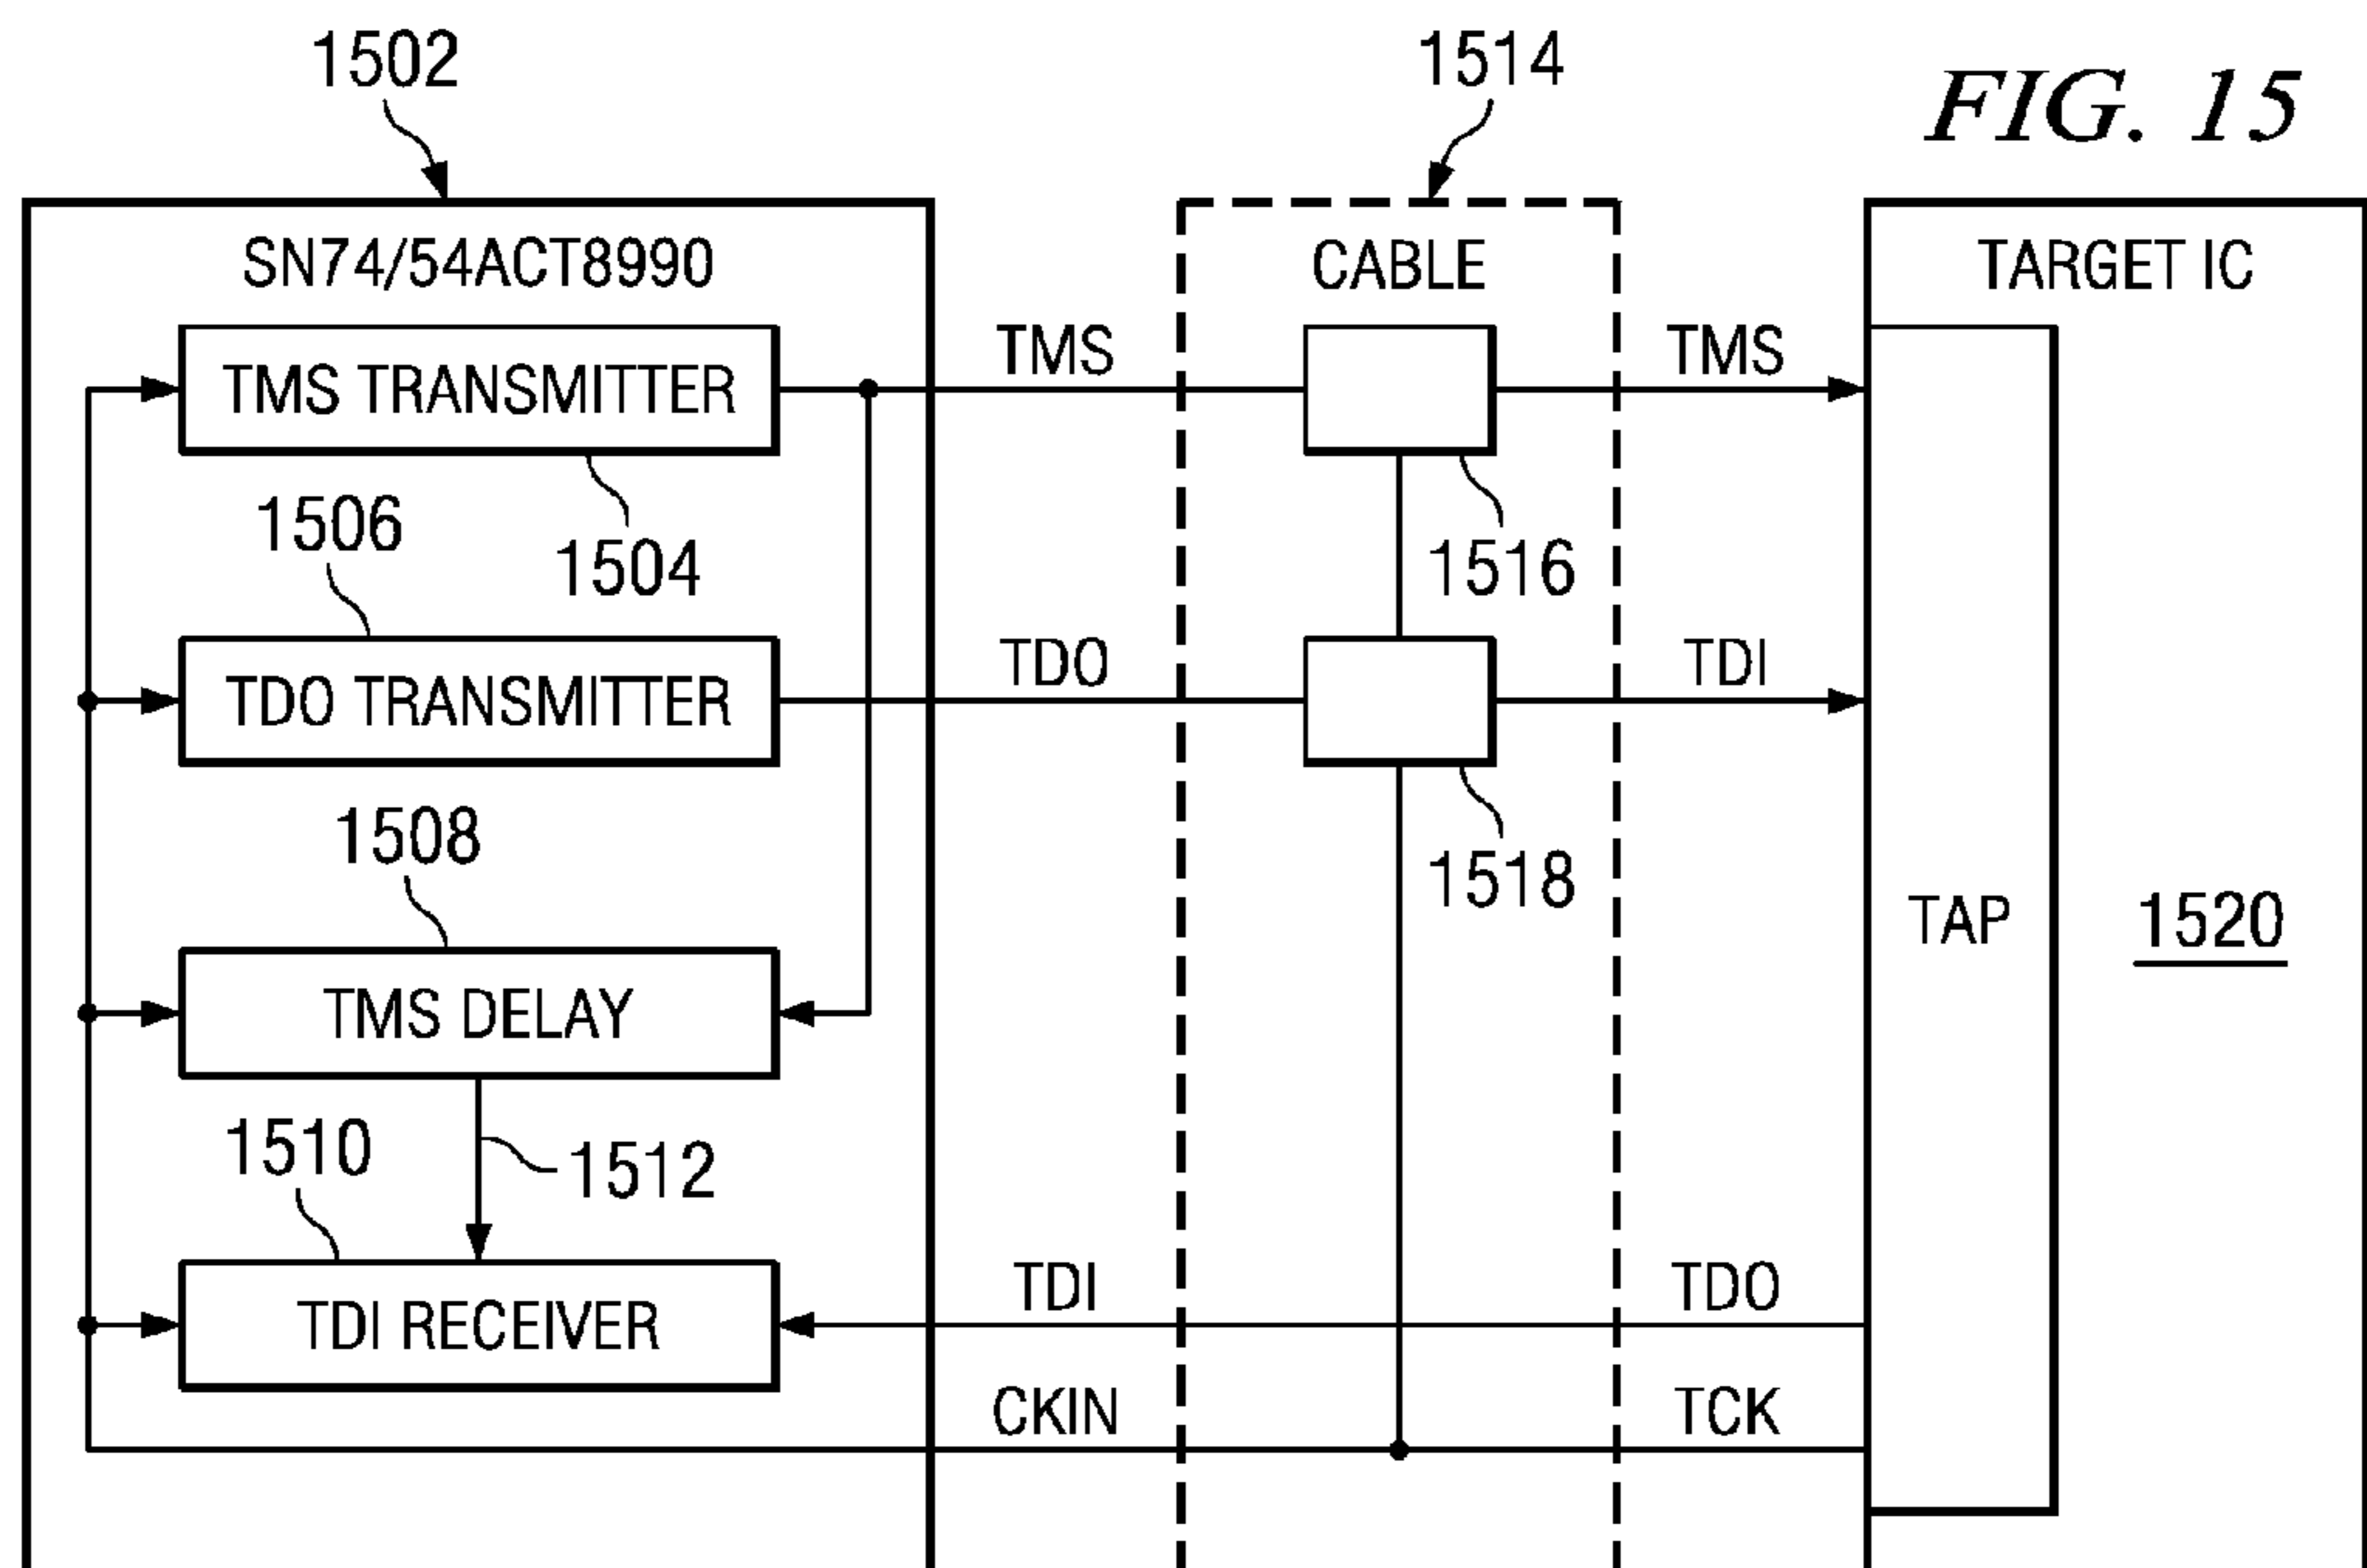 1502
1514
FIG. 15
SN74/54ACT8990
CABLE
TARGET IC
TMS TRANSMITTER
TMS
TMS
1506
1504
1516
TDO TRANSMITTER
TDO
TDI
1508
1518
TMS DELAY
TAP
1520
1510
1512
TDI RECEIVER
TDI
TDO
CKIN
TCK